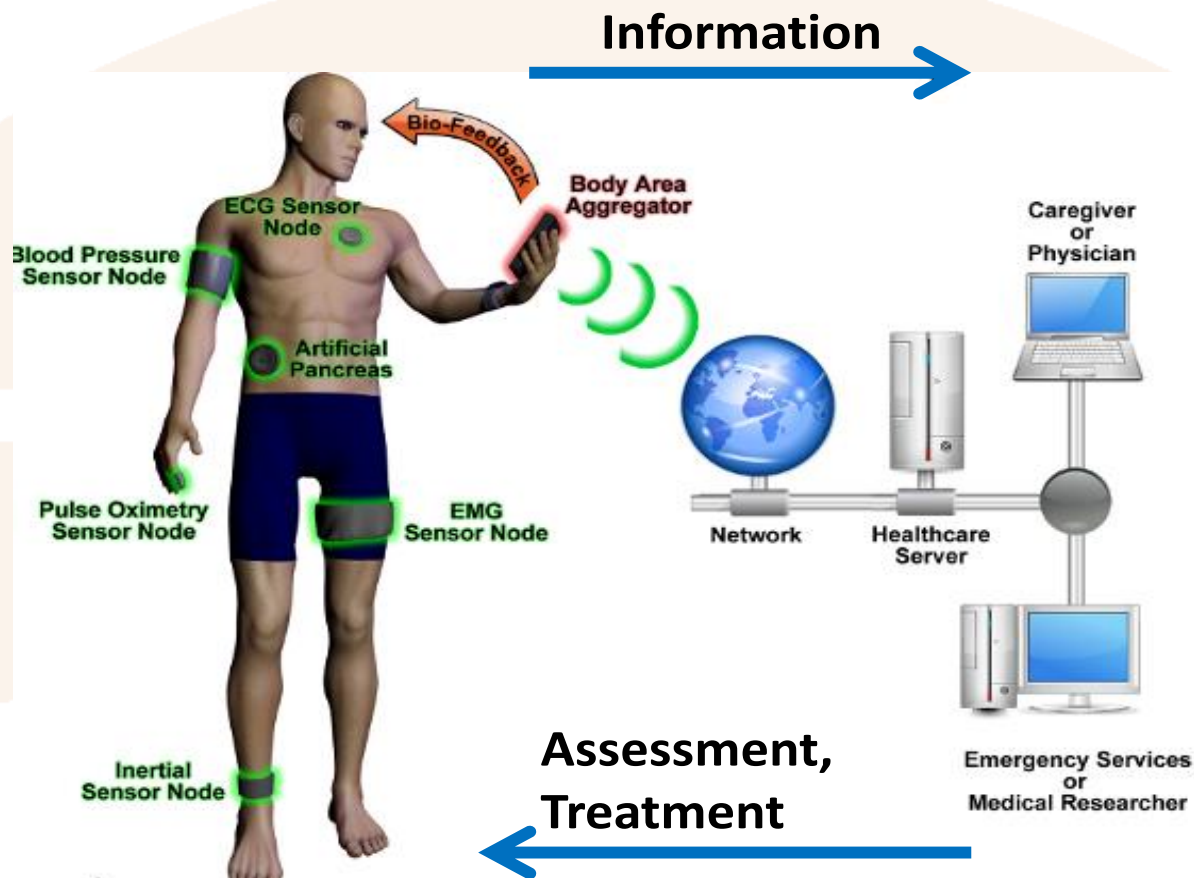 Information
Bio-Feedback
Body Area
Aggregator
ECG Sensor
Node
Blood Pressure
Sensor Node
Artificial
Pancreas
Pulse Oximetry
Sensor Node
EMG
Sensor Node
Inertial
Sensor Node
Caregiver
or
Physician
Network
Healthcare
Server
Emergency Services
or
Medical Researcher
Assessment,
Treatment